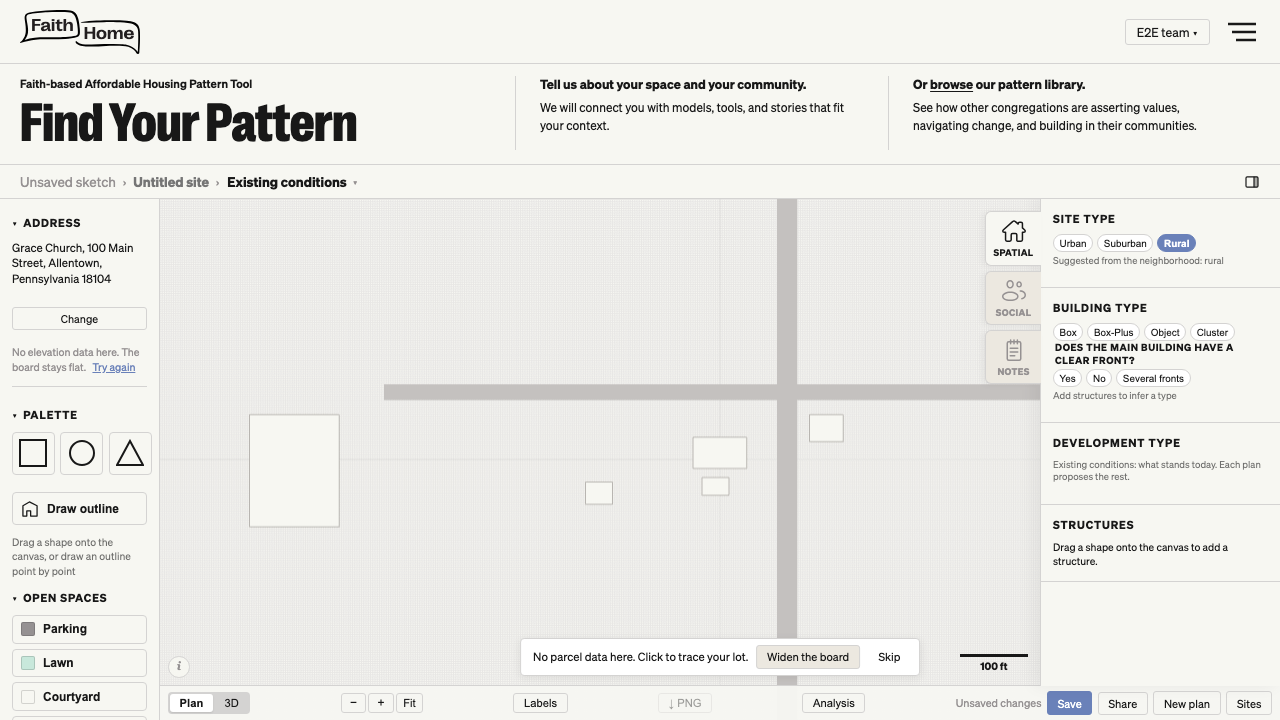 Faith
Home
E2E team ▾
Faith-based Affordable Housing Pattern Tool
Find Your Pattern
Tell us about your space and your community.
We will connect you with models, tools, and stories that fit
your context.
Or browse our pattern library.
See how other congregations are asserting values,
navigating change, and building in their communities.
Unsaved sketch › Untitled site › Existing conditions ▾
▾ ADDRESS
Grace Church, 100 Main
Street, Allentown,
Pennsylvania 18104
Change
No elevation data here. The
board stays flat. Try again
▾ PALETTE
Draw outline
Drag a shape onto the
canvas, or draw an outline
point by point
▾ OPEN SPACES
Parking
Lawn
Courtyard
SPATIAL
SOCIAL
NOTES
No parcel data here. Click to trace your lot. Widen the board Skip
i
100 ft
Plan 3D − + Fit Labels ↓ PNG Analysis Unsaved changes Save Share New plan Sites
SITE TYPE
Urban Suburban Rural
Suggested from the neighborhood: rural
BUILDING TYPE
Box Box-Plus Object Cluster
DOES THE MAIN BUILDING HAVE A
CLEAR FRONT?
Yes No Several fronts
Add structures to infer a type
DEVELOPMENT TYPE
Existing conditions: what stands today. Each plan
proposes the rest.
STRUCTURES
Drag a shape onto the canvas to add a
structure.